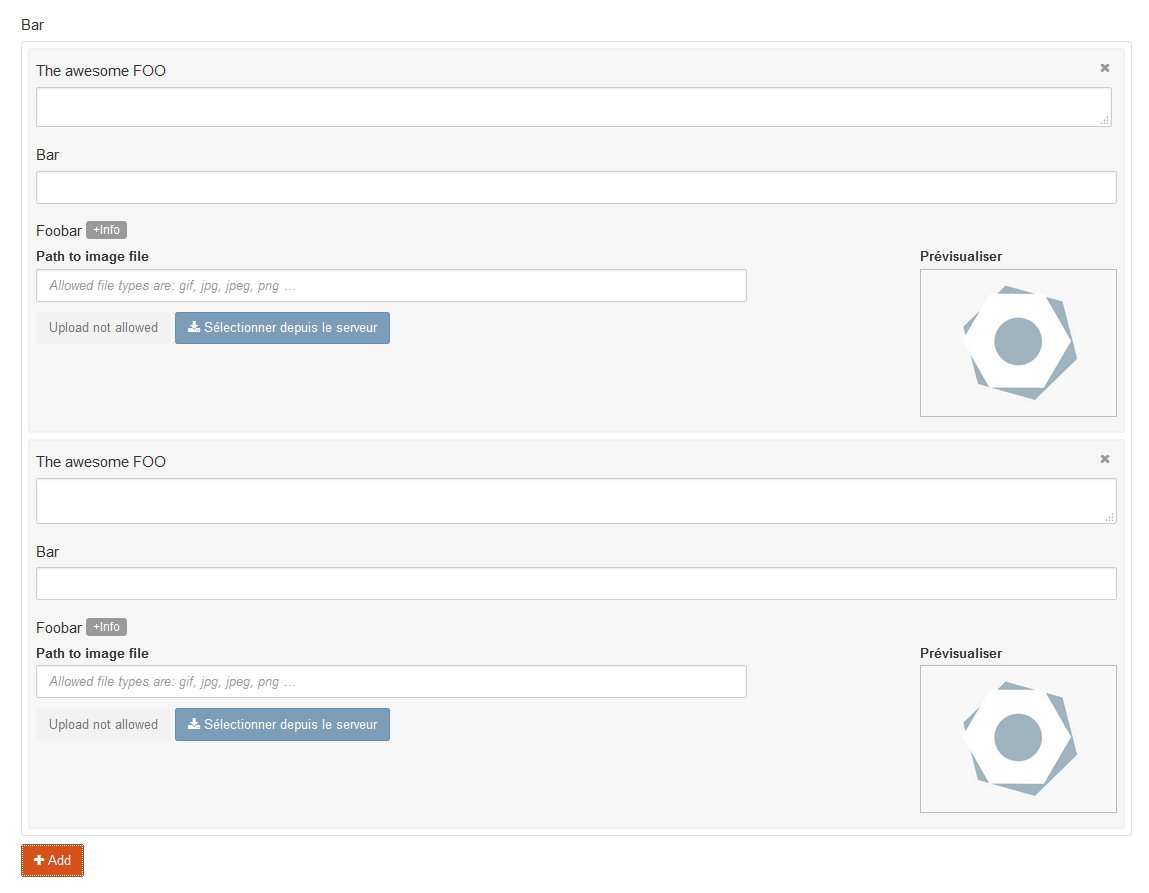 Bar
The awesome FOO
Bar
Foobar +Info
Path to image file
Prévisualiser
Allowed file types are: gif, jpg, jpeg, png …
Upload not allowed
Sélectionner depuis le serveur
The awesome FOO
Bar
Foobar +Info
Path to image file
Prévisualiser
Allowed file types are: gif, jpg, jpeg, png …
Upload not allowed
Sélectionner depuis le serveur
Add